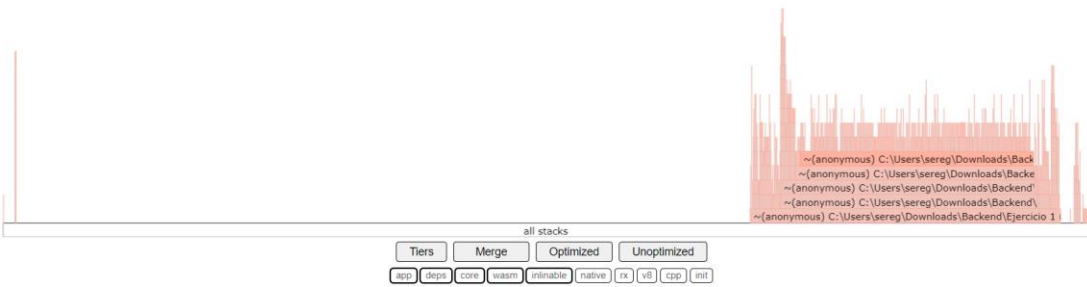 ~(anonymous) C:\Users\sereg\Downloads\Back
~(anonymous) C:\Users\sereg\Downloads\Backe
~(anonymous) C:\Users\sereg\Downloads\Backend\
~(anonymous) C:\Users\sereg\Downloads\Backend\
~(anonymous) C:\Users\sereg\Downloads\Backend\Ejercicio 1
all stacks
Tiers Merge Optimized Unoptimized
app deps core wasm inlinable native rx v8 cpp init